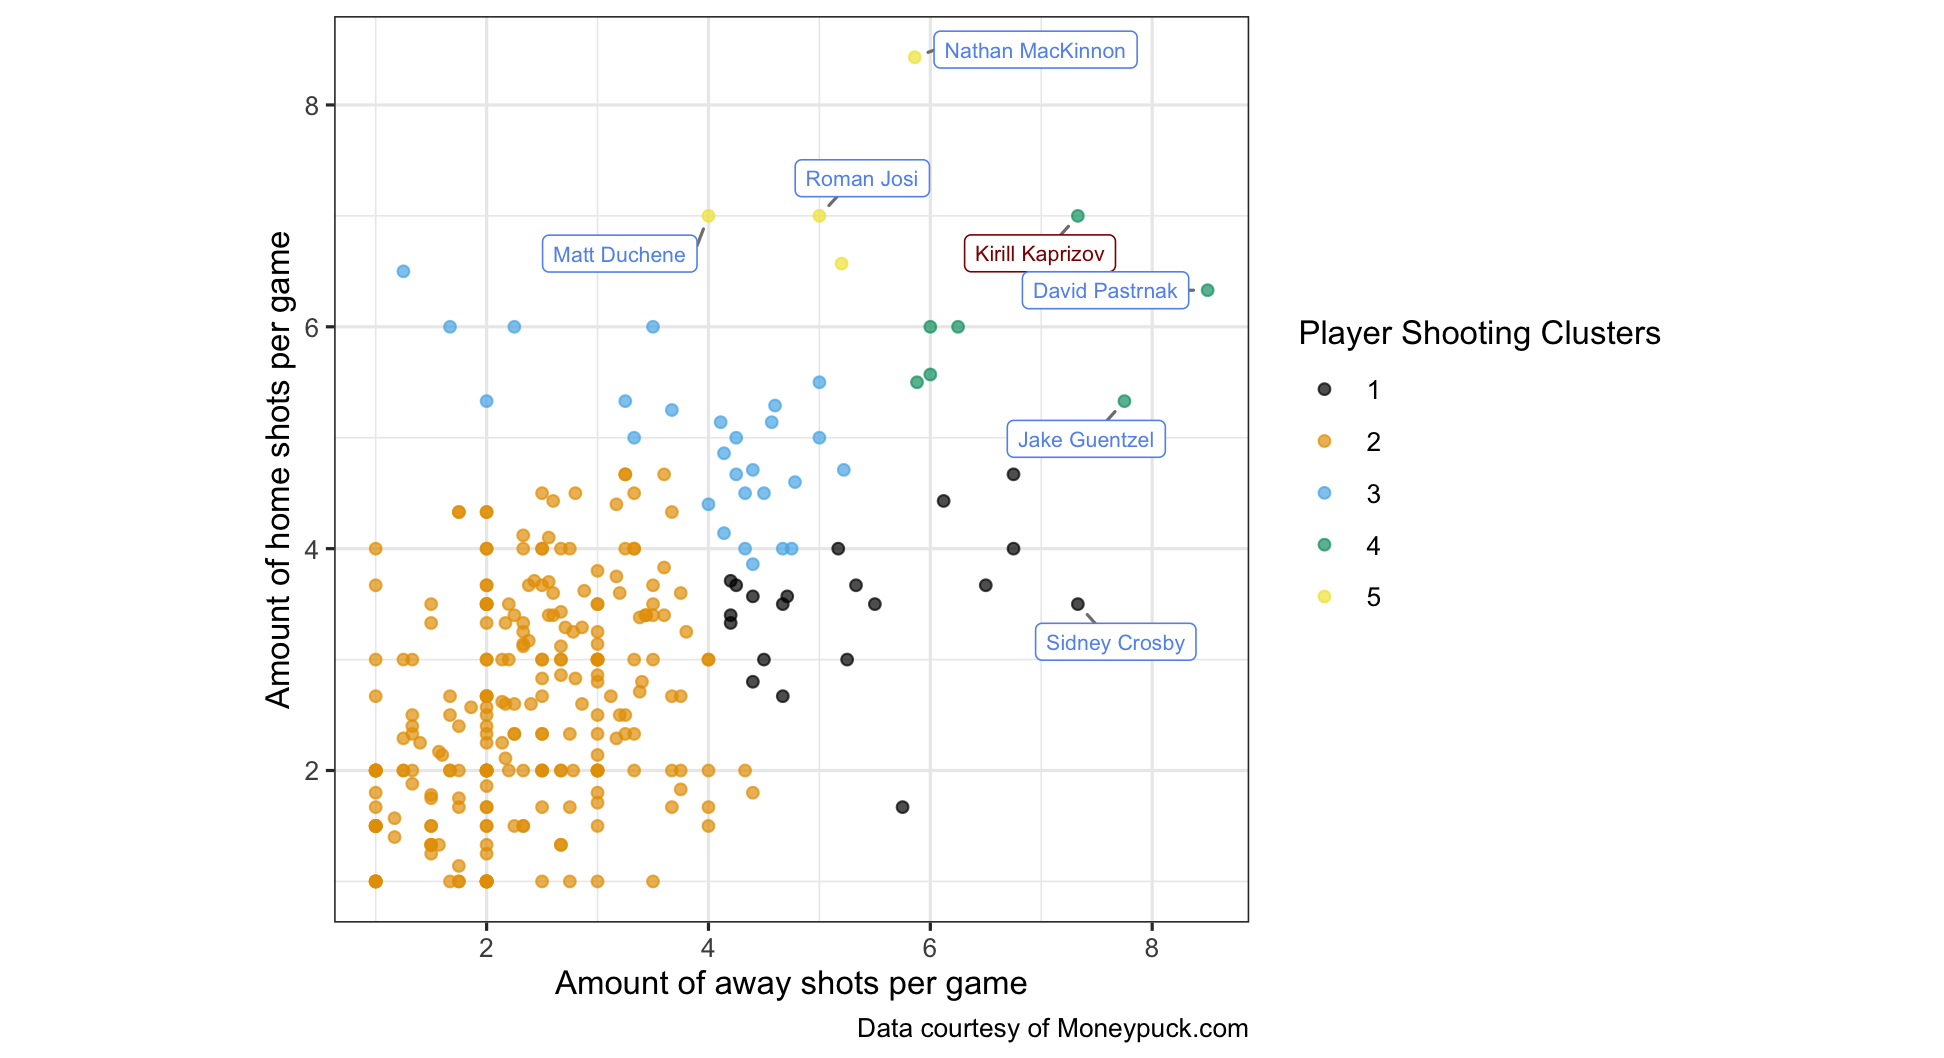 Nathan MacKinnon
8
Roman Josi
Matt Duchene
Kirill Kaprizov
David Pastrnak
6
Player Shooting Clusters
1
2
3
4
5
Jake Guentzel
Amount of home shots per game
4
Sidney Crosby
2
2 4 6 8
Amount of away shots per game
Data courtesy of Moneypuck.com